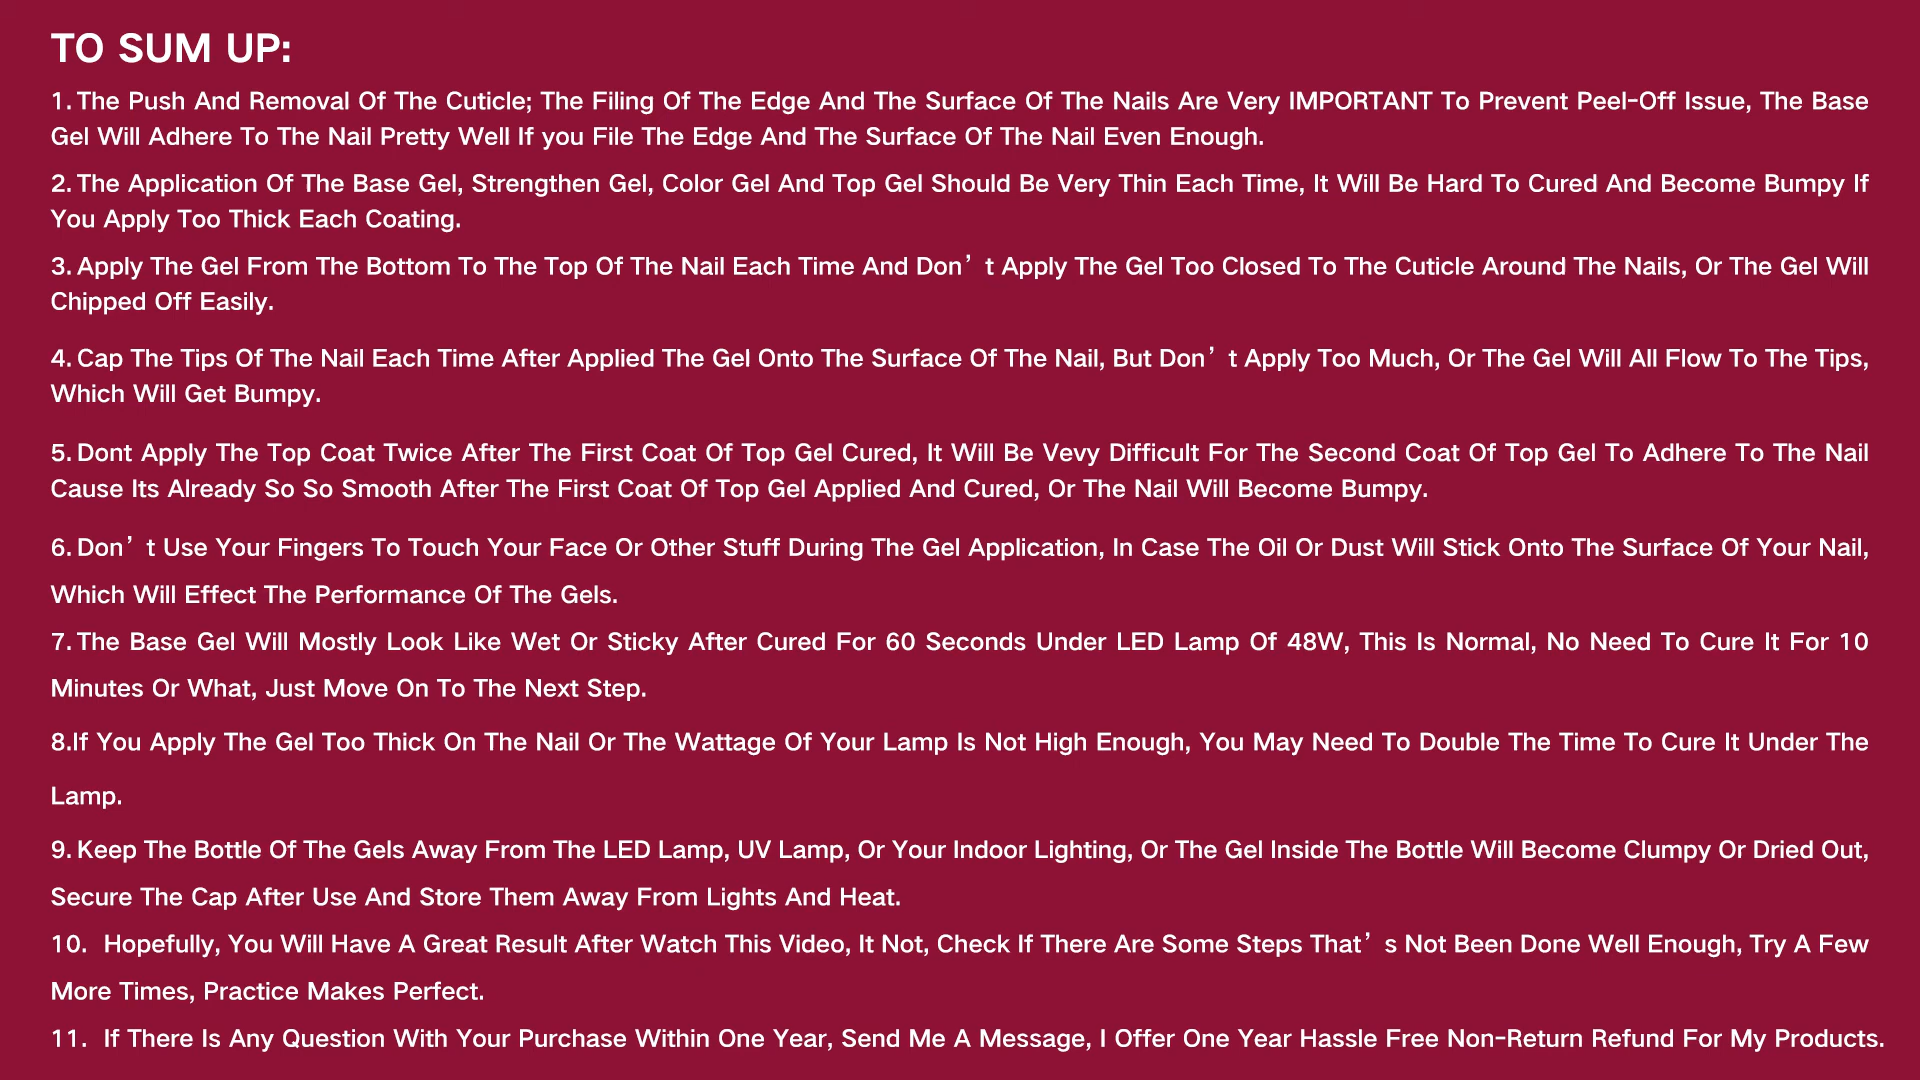 TO SUM UP:
1. The Push And Removal Of The Cuticle; The Filing Of The Edge And The Surface Of The Nails Are Very IMPORTANT To Prevent Peel-Off Issue, The Base
Gel Will Adhere To The Nail Pretty Well If you File The Edge And The Surface Of The Nail Even Enough.
2. The Application Of The Base Gel, Strengthen Gel, Color Gel And Top Gel Should Be Very Thin Each Time, It Will Be Hard To Cured And Become Bumpy If
You Apply Too Thick Each Coating.
3. Apply The Gel From The Bottom To The Top Of The Nail Each Time And Don’t Apply The Gel Too Closed To The Cuticle Around The Nails, Or The Gel Will
Chipped Off Easily.
4. Cap The Tips Of The Nail Each Time After Applied The Gel Onto The Surface Of The Nail, But Don’t Apply Too Much, Or The Gel Will All Flow To The Tips,
Which Will Get Bumpy.
5. Dont Apply The Top Coat Twice After The First Coat Of Top Gel Cured, It Will Be Vevy Difficult For The Second Coat Of Top Gel To Adhere To The Nail
Cause Its Already So So Smooth After The First Coat Of Top Gel Applied And Cured, Or The Nail Will Become Bumpy.
6. Don’t Use Your Fingers To Touch Your Face Or Other Stuff During The Gel Application, In Case The Oil Or Dust Will Stick Onto The Surface Of Your Nail,
Which Will Effect The Performance Of The Gels.
7. The Base Gel Will Mostly Look Like Wet Or Sticky After Cured For 60 Seconds Under LED Lamp Of 48W, This Is Normal, No Need To Cure It For 10
Minutes Or What, Just Move On To The Next Step.
8.If You Apply The Gel Too Thick On The Nail Or The Wattage Of Your Lamp Is Not High Enough, You May Need To Double The Time To Cure It Under The
Lamp.
9. Keep The Bottle Of The Gels Away From The LED Lamp, UV Lamp, Or Your Indoor Lighting, Or The Gel Inside The Bottle Will Become Clumpy Or Dried Out,
Secure The Cap After Use And Store Them Away From Lights And Heat.
10. Hopefully, You Will Have A Great Result After Watch This Video, It Not, Check If There Are Some Steps That’s Not Been Done Well Enough, Try A Few
More Times, Practice Makes Perfect.
11. If There Is Any Question With Your Purchase Within One Year, Send Me A Message, I Offer One Year Hassle Free Non-Return Refund For My Products.